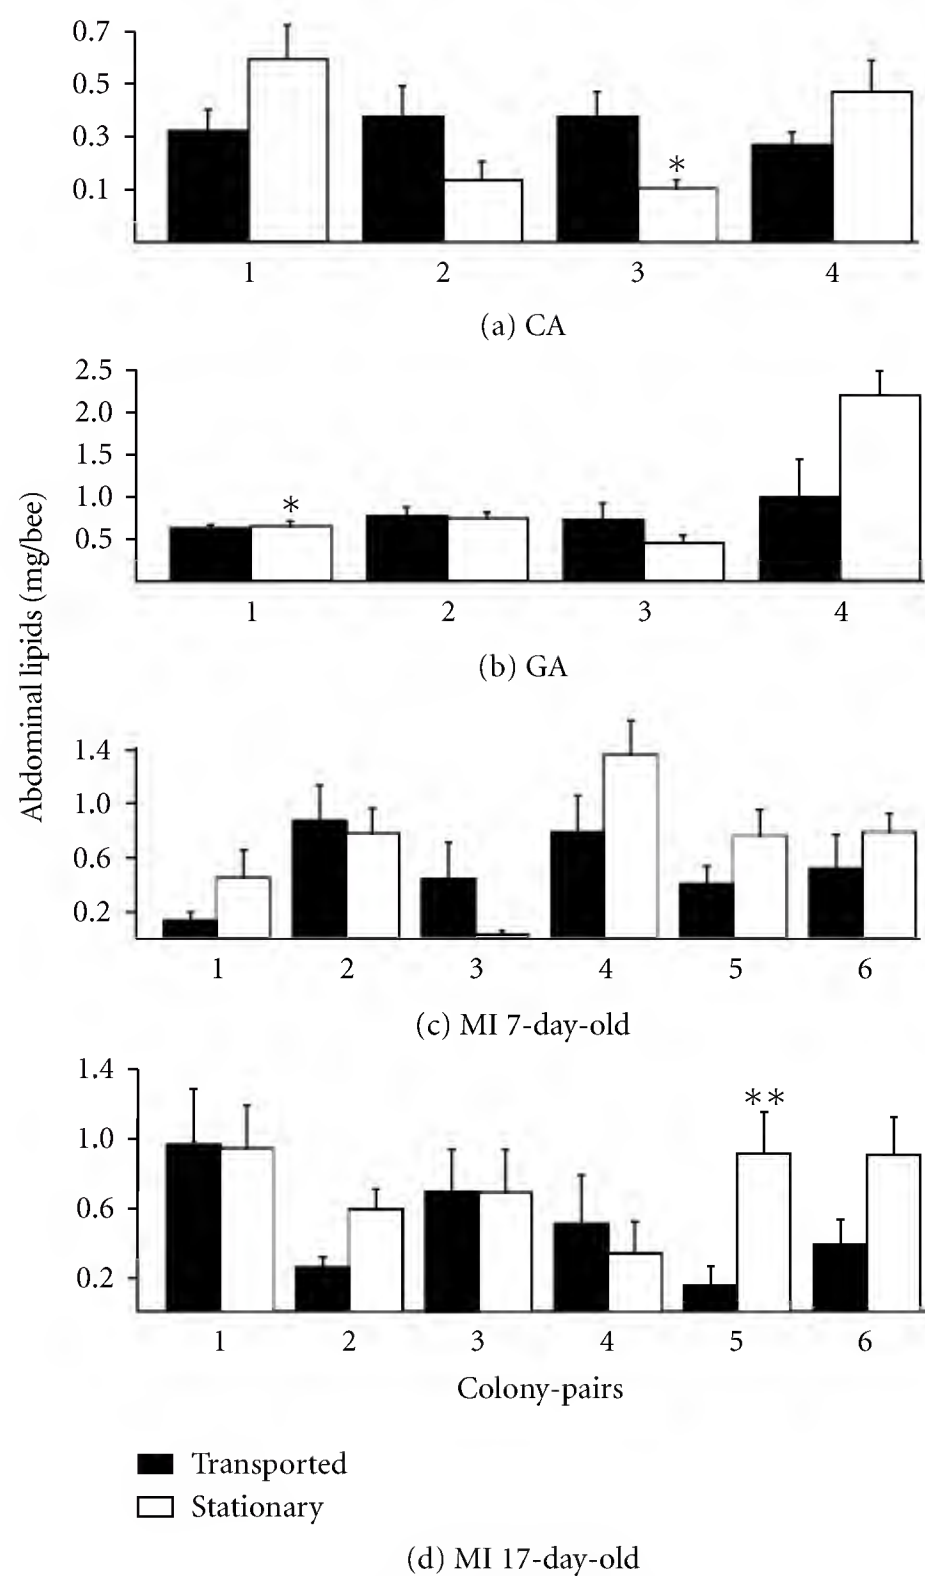 0.7
0.5
0.3
0.1
*
1 2 3 4
(a) CA
2.5
2.0
1.5
1.0
0.5
*
1 2 3 4
(b) GA
Abdominal lipids (mg/bee)
1.4
1.0
0.6
0.2
1 2 3 4 5 6
(c) MI 7-day-old
1.4
1.0
0.6
0.2
**
1 2 3 4 5 6
Colony-pairs
Transported
Stationary
(d) MI 17-day-old